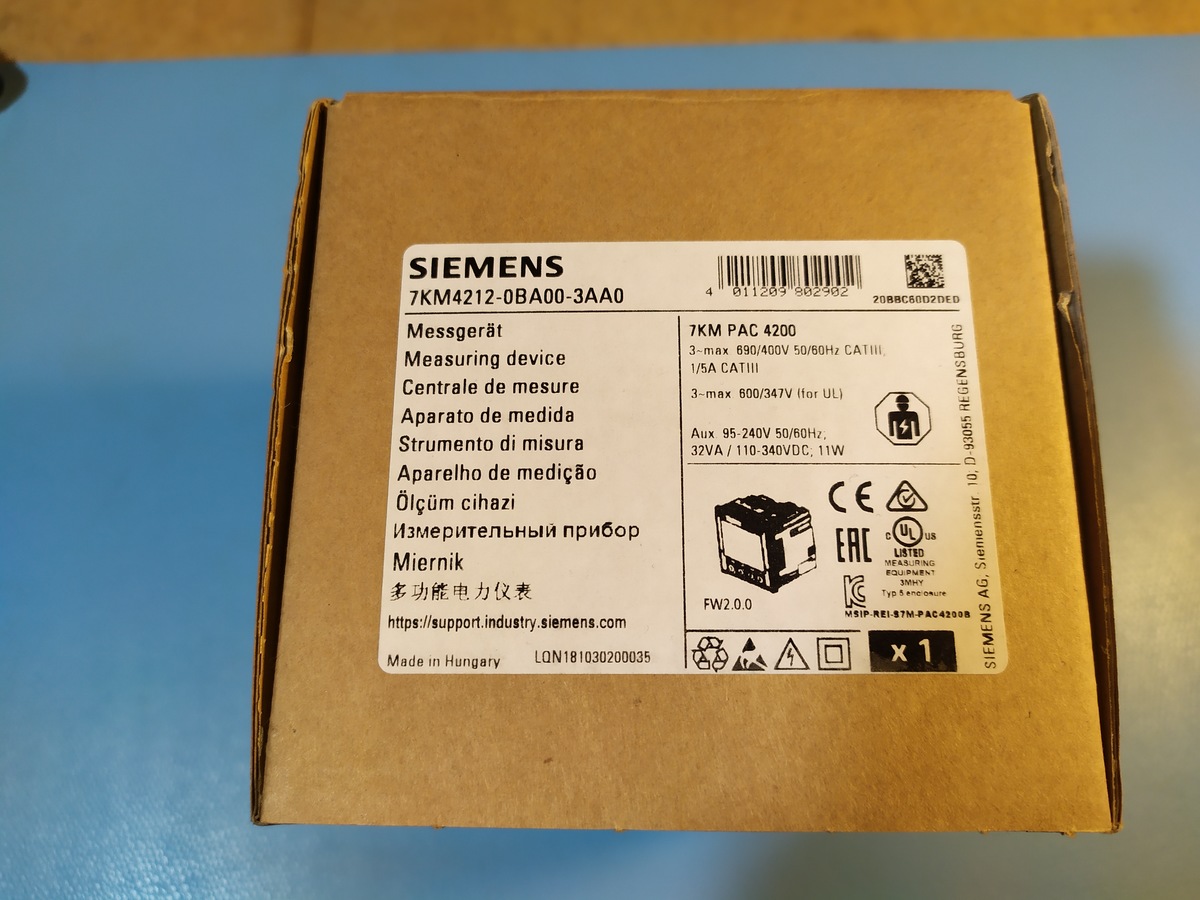 SIEMENS
7KM4212-0BA00-3AA0
4 011209 802902
20BBC60D2DED
Messgerät
Measuring device
Centrale de mesure
Aparato de medida
Strumento di misura
Aparelho de medição
Ölçüm cihazi
Измерительный прибор
Miernik
多功能电力仪表
https://support.industry.siemens.com
Made in Hungary LQN181030200035
7KM PAC 4200
3~max 690/400V 50/60Hz CATIII,
1/5A CATIII
3~max 600/347V (for UL)
Aux 95-240V 50/60Hz;
32VA / 110-340VDC; 11W
FW2.0.0
CE
EAC
C UL US
LISTED
MEASURING
EQUIPMENT
3MHY
Typ 5 enclosure
MSIP-REI-S7M-PAC4200B
x 1
SIEMENS AG, Siemensstr. 10, D-93055 REGENSBURG